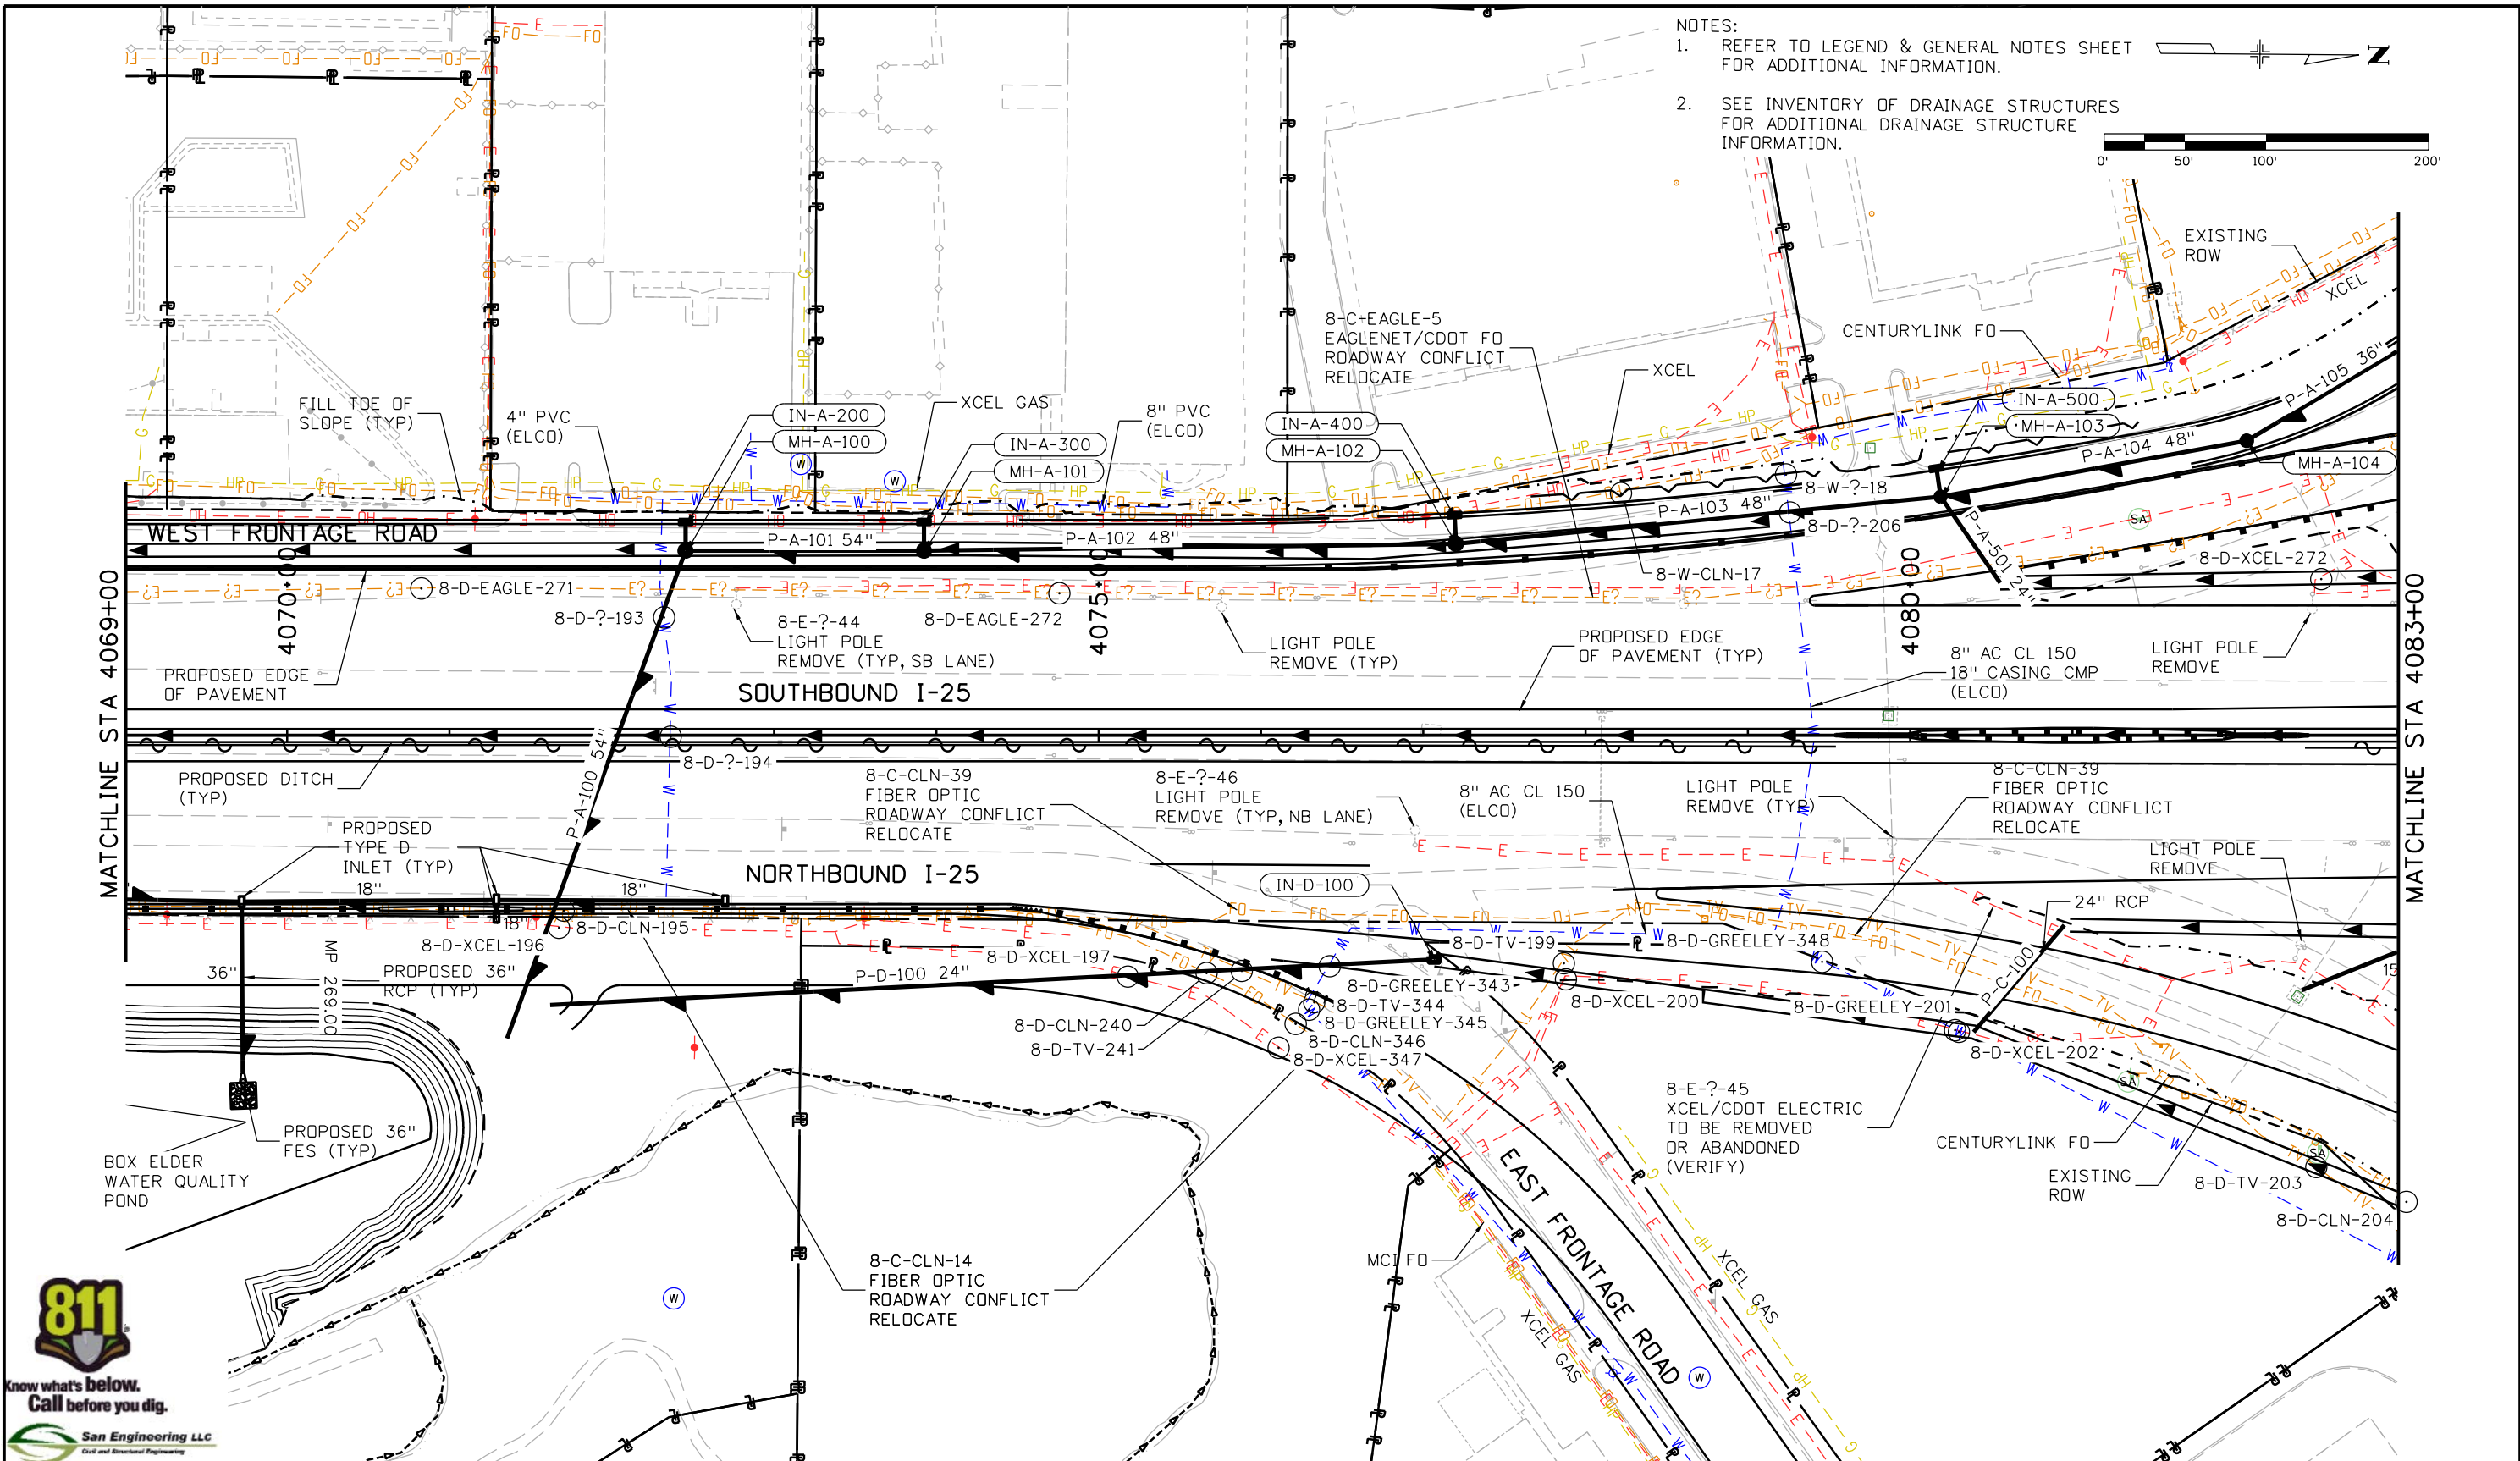 NOTES:
1. REFER TO LEGEND & GENERAL NOTES SHEET
FOR ADDITIONAL INFORMATION.
2. SEE INVENTORY OF DRAINAGE STRUCTURES
FOR ADDITIONAL DRAINAGE STRUCTURE
INFORMATION.
N
0' 50' 100' 200'
EXISTING
ROW
XCEL
8-C-EAGLE-5
EAGLENET/CDOT FO
ROADWAY CONFLICT
RELOCATE
CENTURYLINK FO
XCEL
P-A-105 36"
FILL TOE OF
SLOPE (TYP)
4" PVC
(ELCO)
IN-A-200
MH-A-100
XCEL GAS
IN-A-300
MH-A-101
8" PVC
(ELCO)
IN-A-400
MH-A-102
IN-A-500
MH-A-103
P-A-104 48"
MH-A-104
8-W-?-18
P-A-103 48"
8-D-?-206
WEST FRONTAGE ROAD
P-A-101 54"
P-A-102 48"
P-A-501 24"
8-D-XCEL-272
8-W-CLN-17
8-D-EAGLE-271
8-D-?-193
8-E-?-44
LIGHT POLE
REMOVE (TYP, SB LANE)
8-D-EAGLE-272
4070+00
4075+00
4080+00
LIGHT POLE
REMOVE (TYP)
PROPOSED EDGE
OF PAVEMENT (TYP)
8" AC CL 150
18" CASING CMP
(ELCO)
LIGHT POLE
REMOVE
MATCHLINE STA 4069+00
MATCHLINE STA 4083+00
PROPOSED EDGE
OF PAVEMENT
SOUTHBOUND I-25
8-D-?-194
PROPOSED DITCH
(TYP)
P-A-100 54"
8-C-CLN-39
FIBER OPTIC
ROADWAY CONFLICT
RELOCATE
8-E-?-46
LIGHT POLE
REMOVE (TYP, NB LANE)
8" AC CL 150
(ELCO)
LIGHT POLE
REMOVE (TYP)
8-C-CLN-39
FIBER OPTIC
ROADWAY CONFLICT
RELOCATE
PROPOSED
TYPE D
INLET (TYP)
NORTHBOUND I-25
LIGHT POLE
REMOVE
18"
18"
18"
IN-D-100
24" RCP
8-D-CLN-195
8-D-XCEL-196
8-D-XCEL-197
8-D-TV-199
8-D-GREELEY-348
36"
MP 269.00
PROPOSED 36"
RCP (TYP)
P-D-100 24"
8-D-GREELEY-343
8-D-TV-344
8-D-GREELEY-345
8-D-CLN-346
8-D-XCEL-347
8-D-XCEL-200
8-D-GREELEY-201
P-C-100
15
8-D-CLN-240
8-D-TV-241
8-D-XCEL-202
8-E-?-45
XCEL/CDOT ELECTRIC
TO BE REMOVED
OR ABANDONED
(VERIFY)
PROPOSED 36"
FES (TYP)
BOX ELDER
WATER QUALITY
POND
CENTURYLINK FO
EXISTING
ROW
8-D-TV-203
8-D-CLN-204
EAST FRONTAGE ROAD
MCI FO
XCEL GAS
XCEL GAS
8-C-CLN-14
FIBER OPTIC
ROADWAY CONFLICT
RELOCATE
811
Know what's below.
Call before you dig.
San Engineering LLC
Civil and Structural Engineering